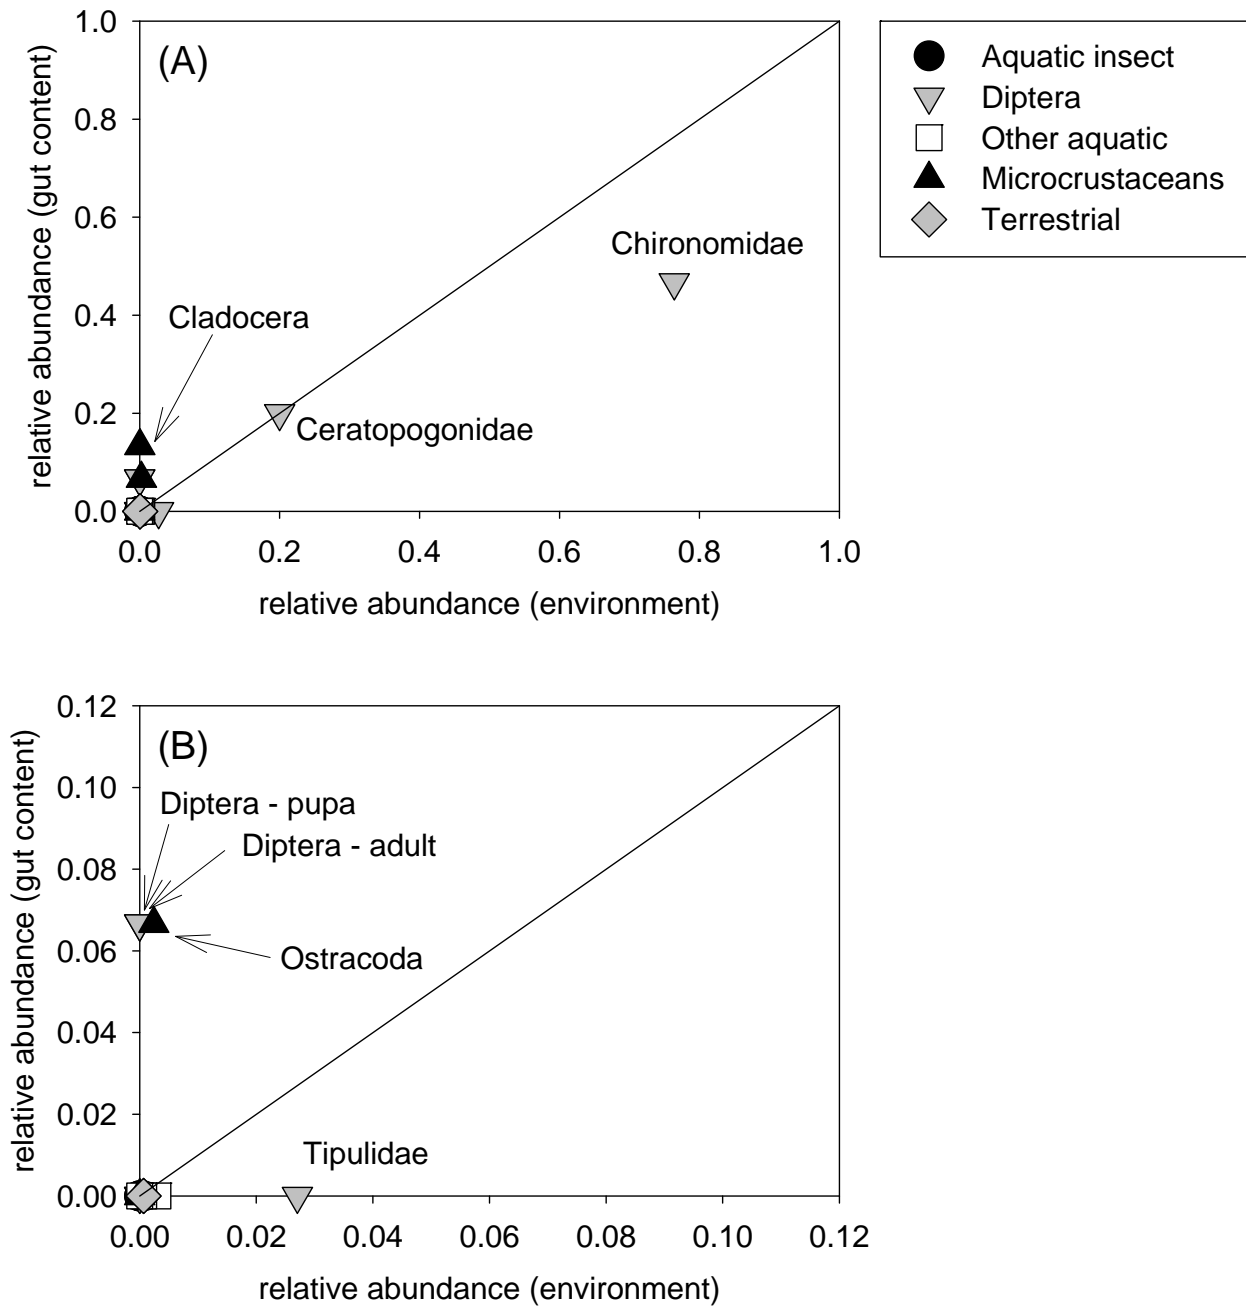 (A)
relative abundance (gut content)
1.0
0.8
0.6
0.4
0.2
0.0
Chironomidae
Cladocera
Ceratopogonidae
0.0 0.2 0.4 0.6 0.8 1.0
relative abundance (environment)
Aquatic insect
Diptera
Other aquatic
Microcrustaceans
Terrestrial
(B)
relative abundance (gut content)
0.12
0.10
0.08
0.06
0.04
0.02
0.00
Diptera - pupa
Diptera - adult
Ostracoda
Tipulidae
0.00 0.02 0.04 0.06 0.08 0.10 0.12
relative abundance (environment)